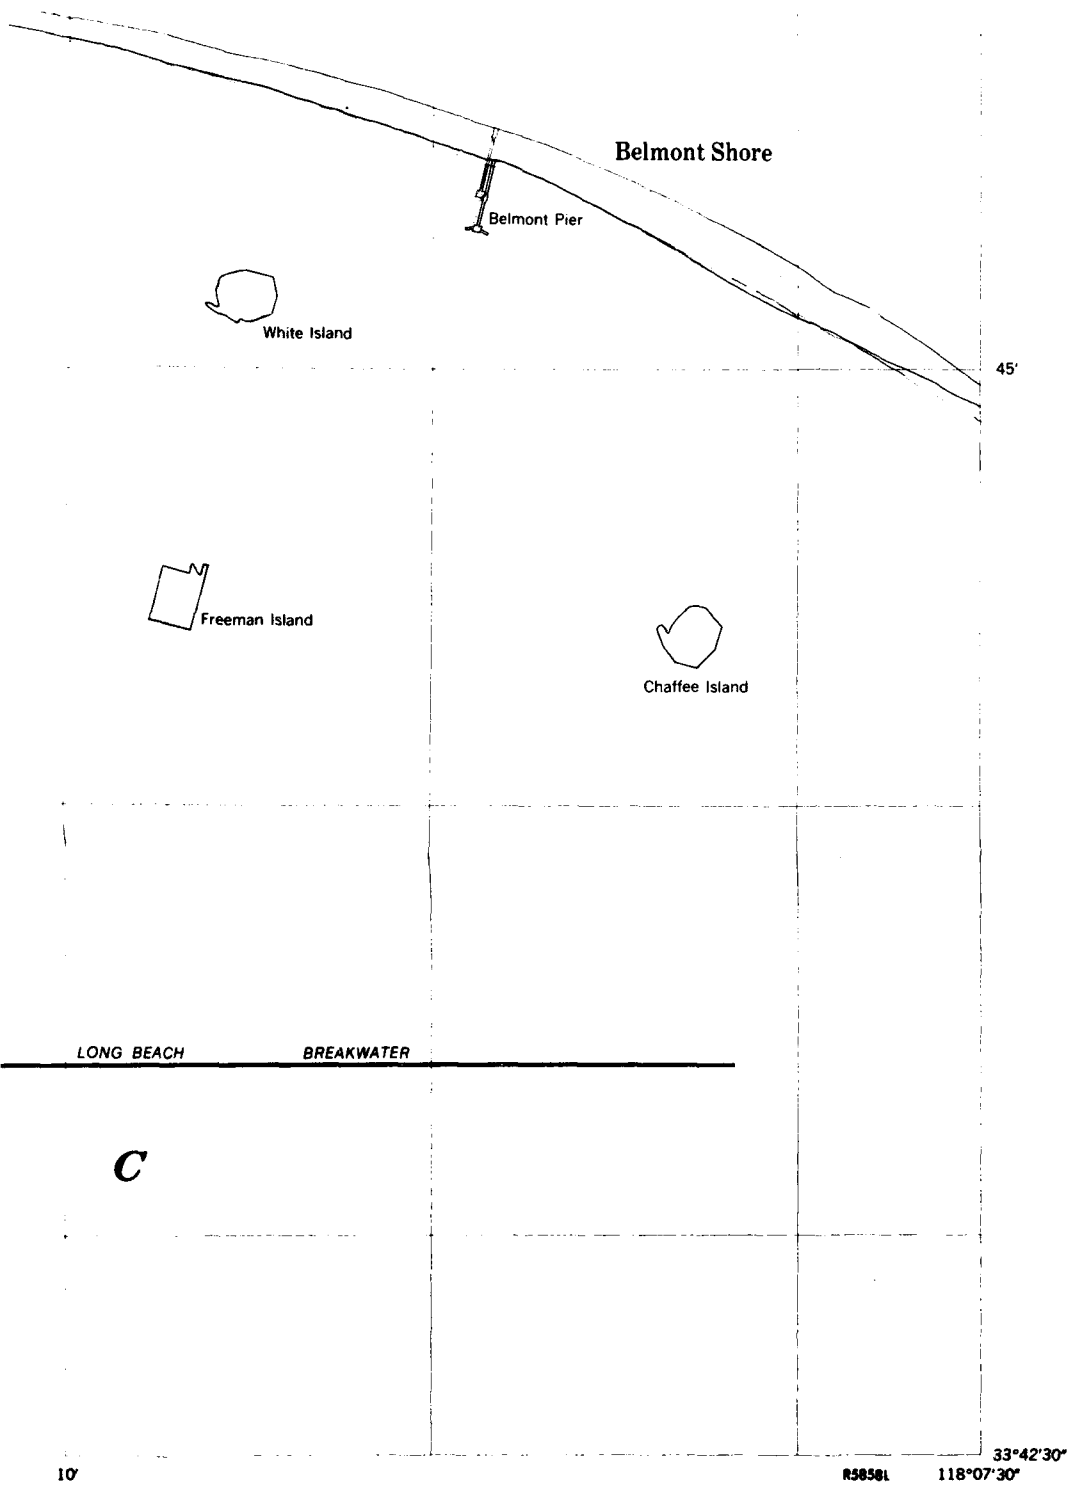 Belmont Shore
Belmont Pier
White Island
45'
Freeman Island
Chaffee Island
LONG BEACH BREAKWATER
C
33°42'30"
10' R5858L 118°07'30"